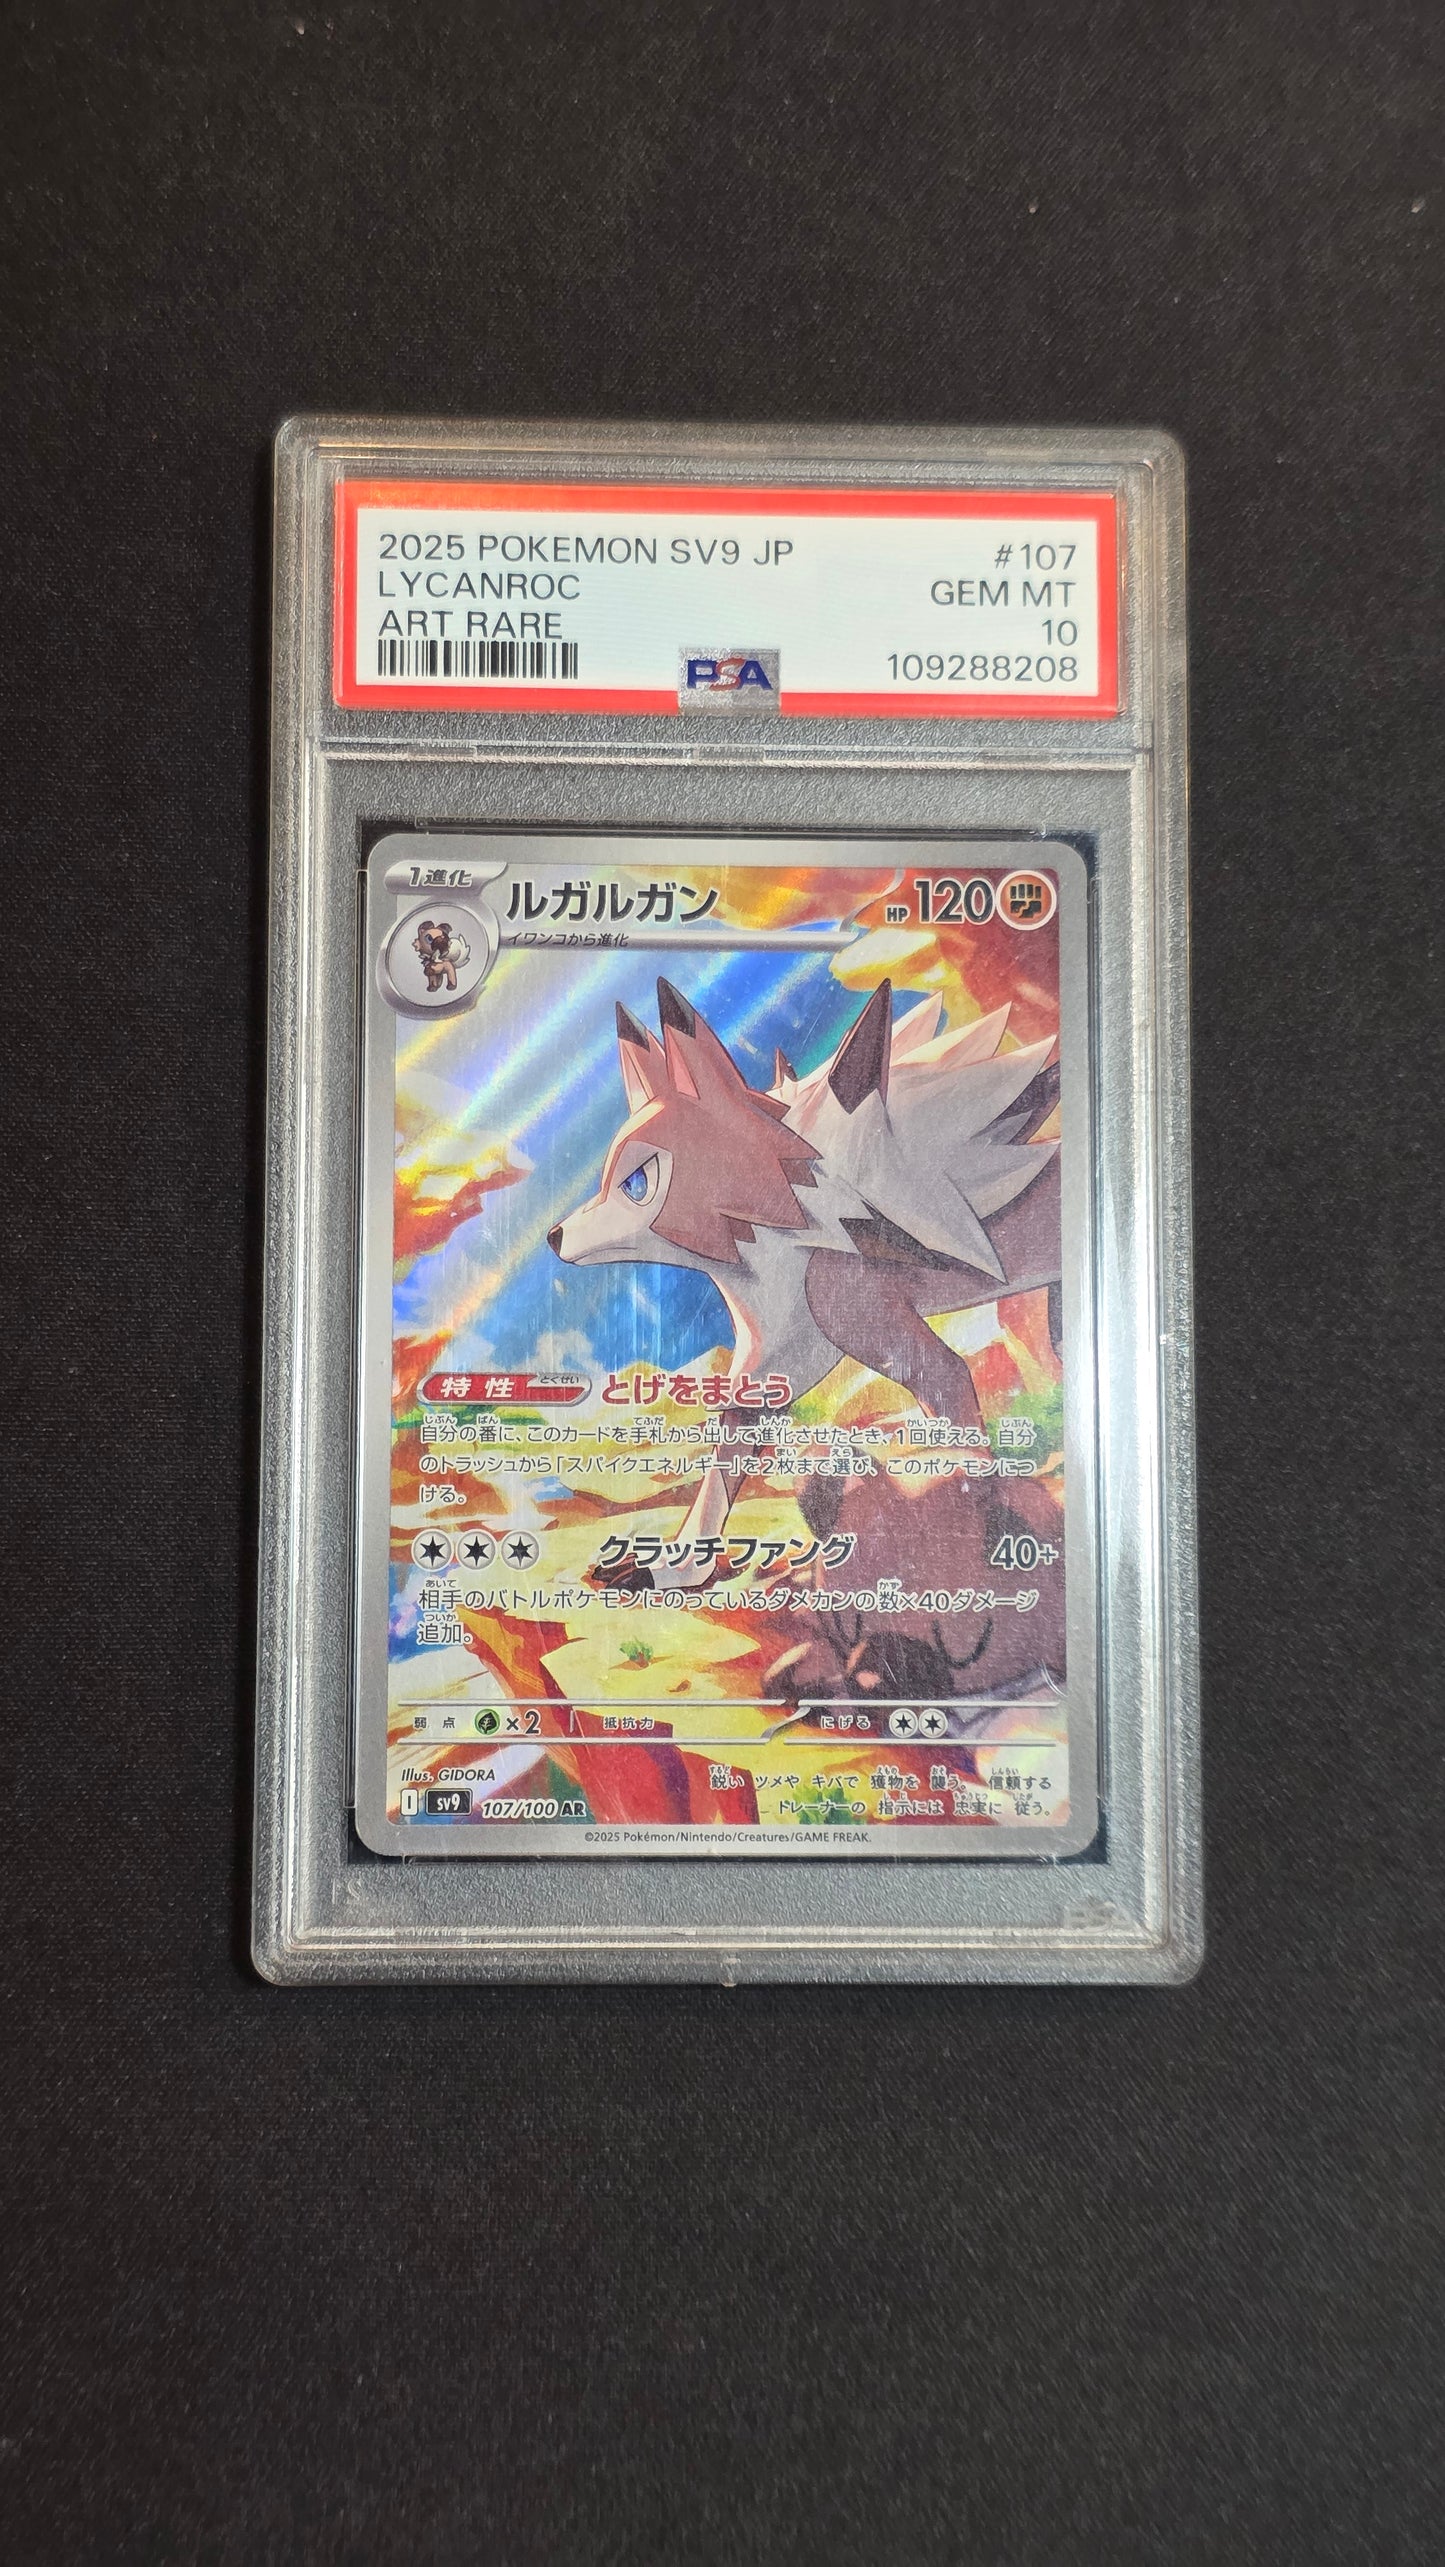 2025 POKEMON SV9 JP #107
LYCANROC GEM MT
ART RARE 10
PSA 109288208
1進化 ルガルガン HP 120
イワンコから進化
特性 とくせい とげをまとう
自分の番に、このカードを手札から出して進化させたとき、1回使える。自分
のトラッシュから「スパイクエネルギー」を2枚まで選び、このポケモンにつ
ける。
クラッチファング 40+
相手のバトルポケモンにのっているダメカンの数×40ダメージ
追加。
弱点 ×2 抵抗力 にげる
Illus. GIDORA
鋭い ツメや キバで 獲物を 襲う。 信頼する
トレーナーの 指示には 忠実に 従う。
I sv9 107/100 AR
©2025 Pokémon/Nintendo/Creatures/GAME FREAK.